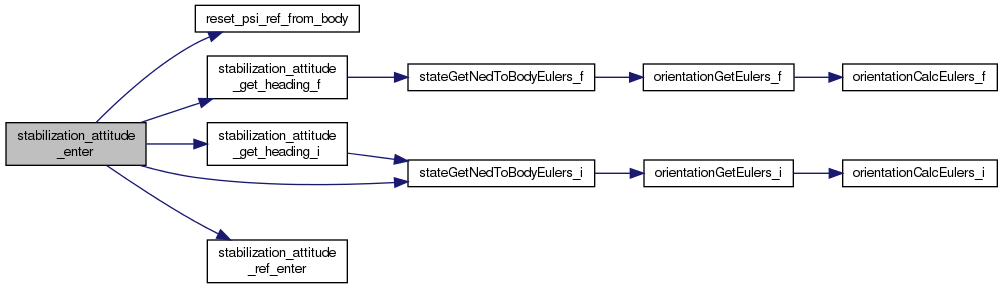 reset_psi_ref_from_body
stabilization_attitude
_get_heading_f
stateGetNedToBodyEulers_f
orientationGetEulers_f
orientationCalcEulers_f
stabilization_attitude
_enter
stabilization_attitude
_get_heading_i
stateGetNedToBodyEulers_i
orientationGetEulers_i
orientationCalcEulers_i
stabilization_attitude
_ref_enter